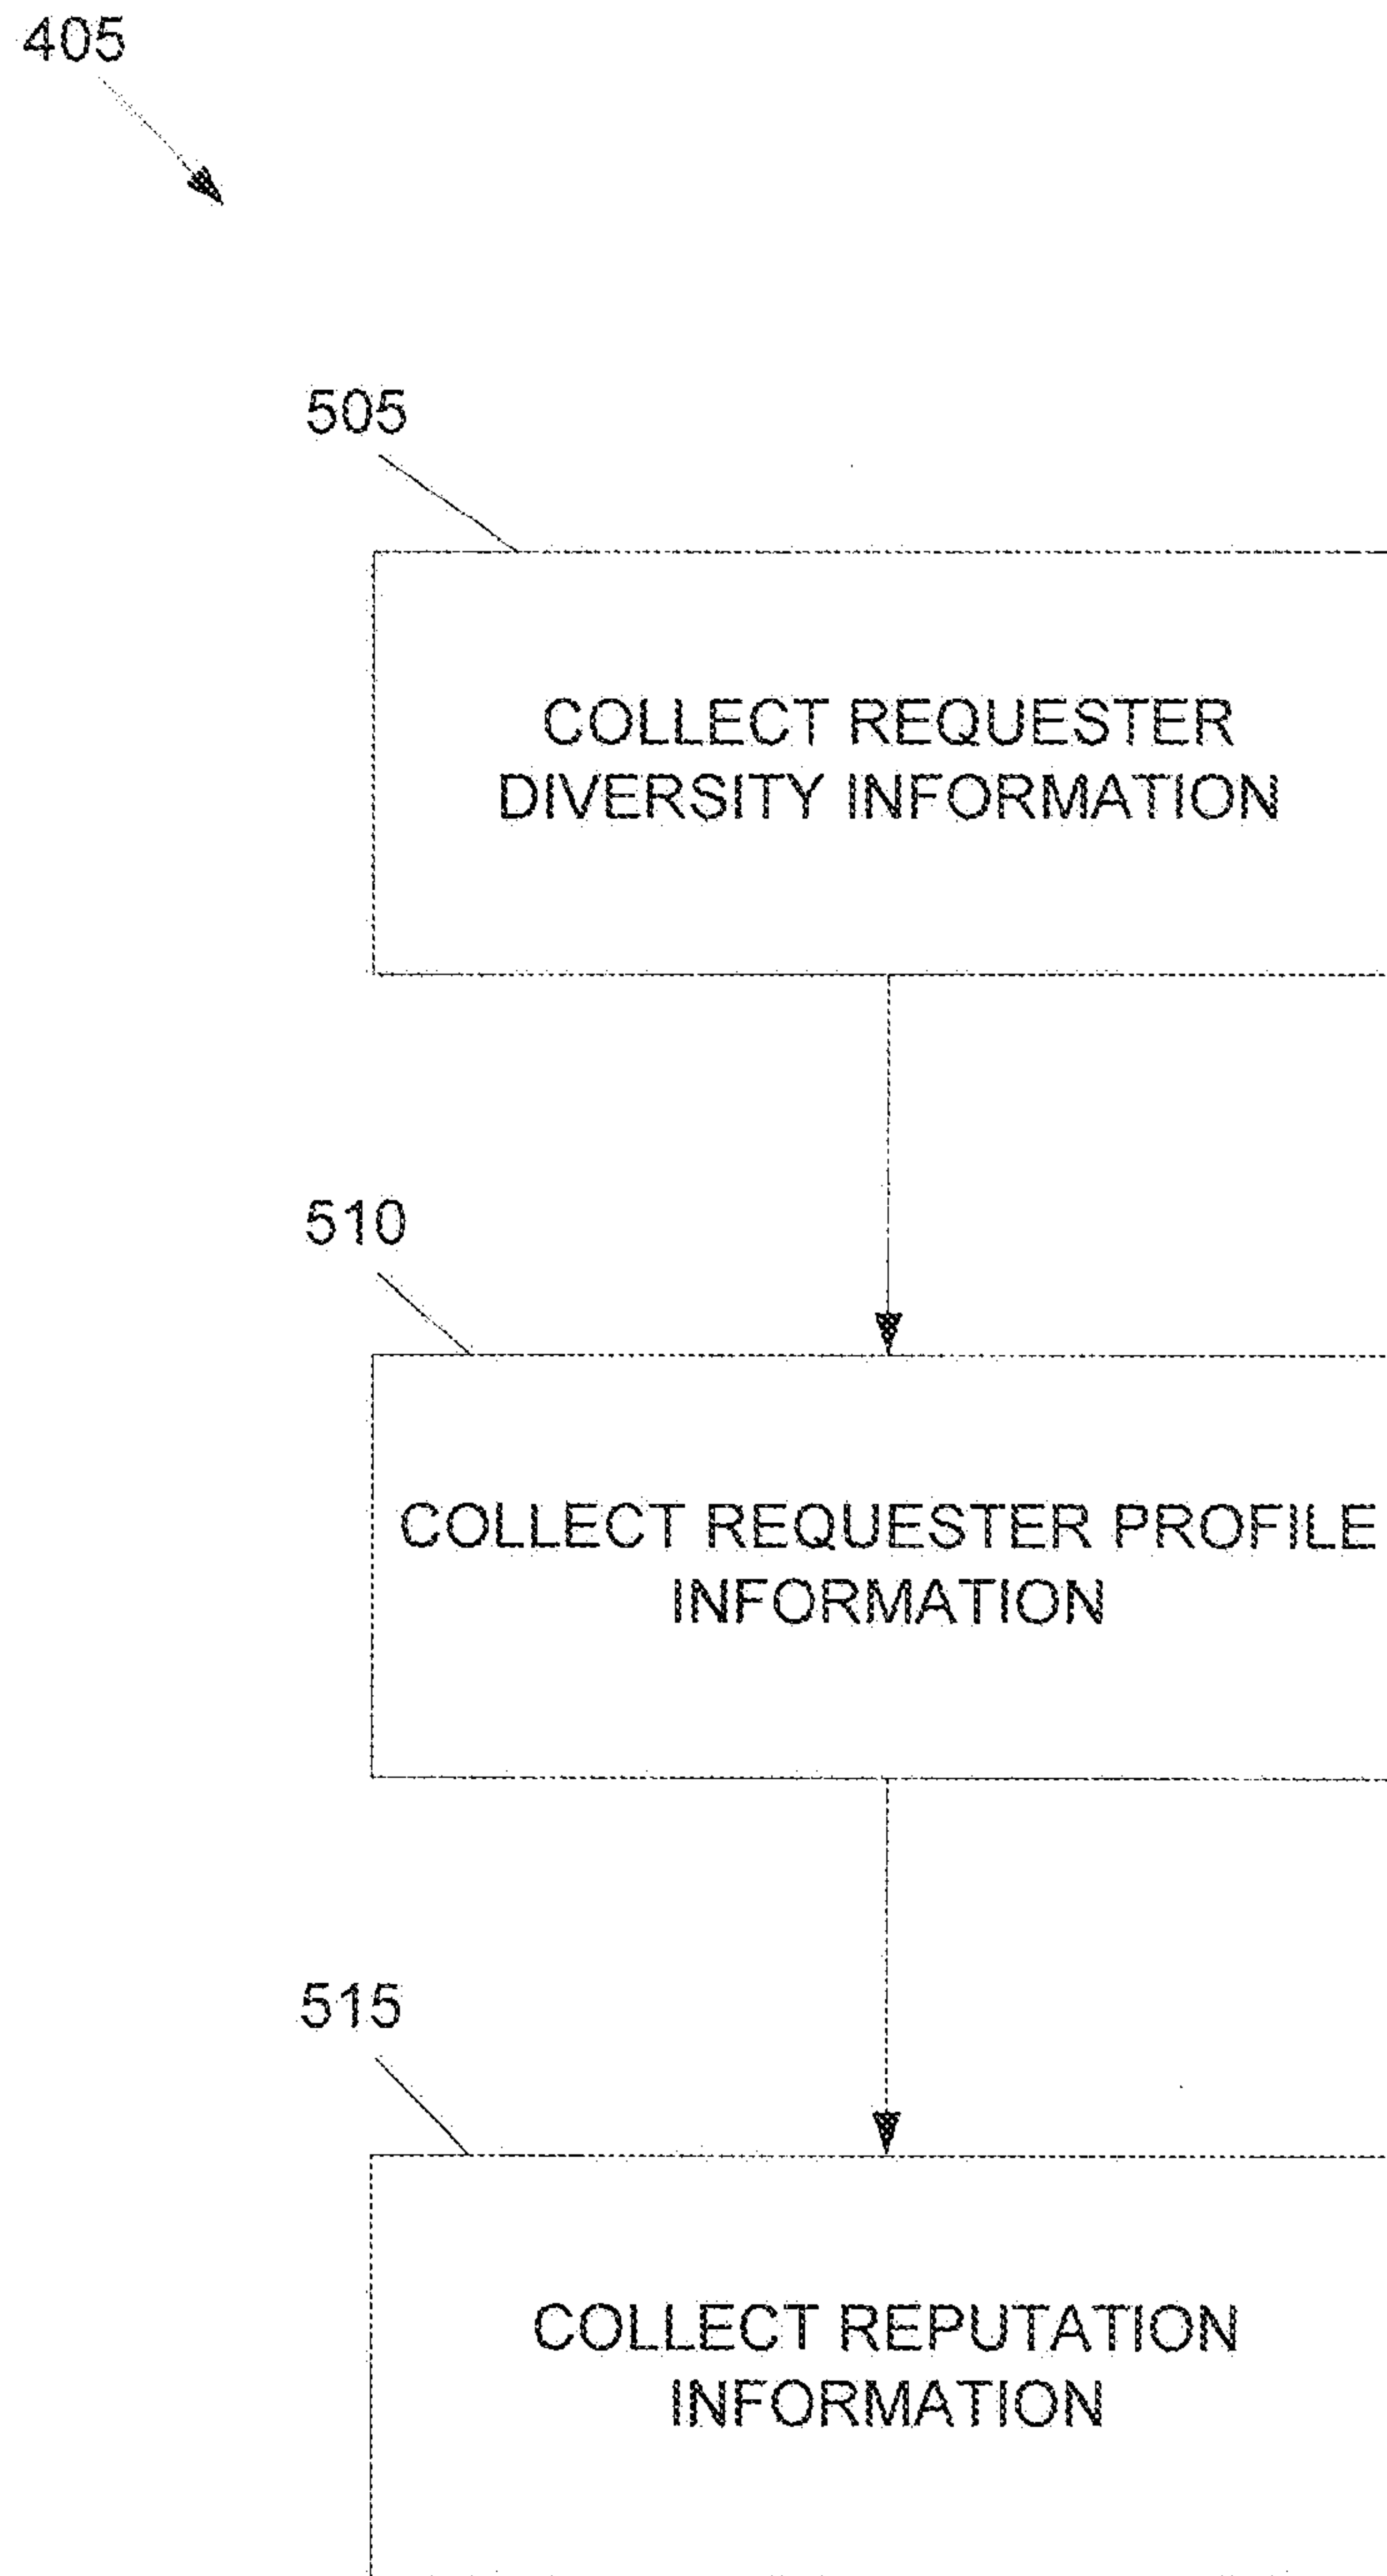 405
505
COLLECT REQUESTER
DIVERSITY INFORMATION
510
COLLECT REQUESTER PROFILE
INFORMATION
515
COLLECT REPUTATION
INFORMATION